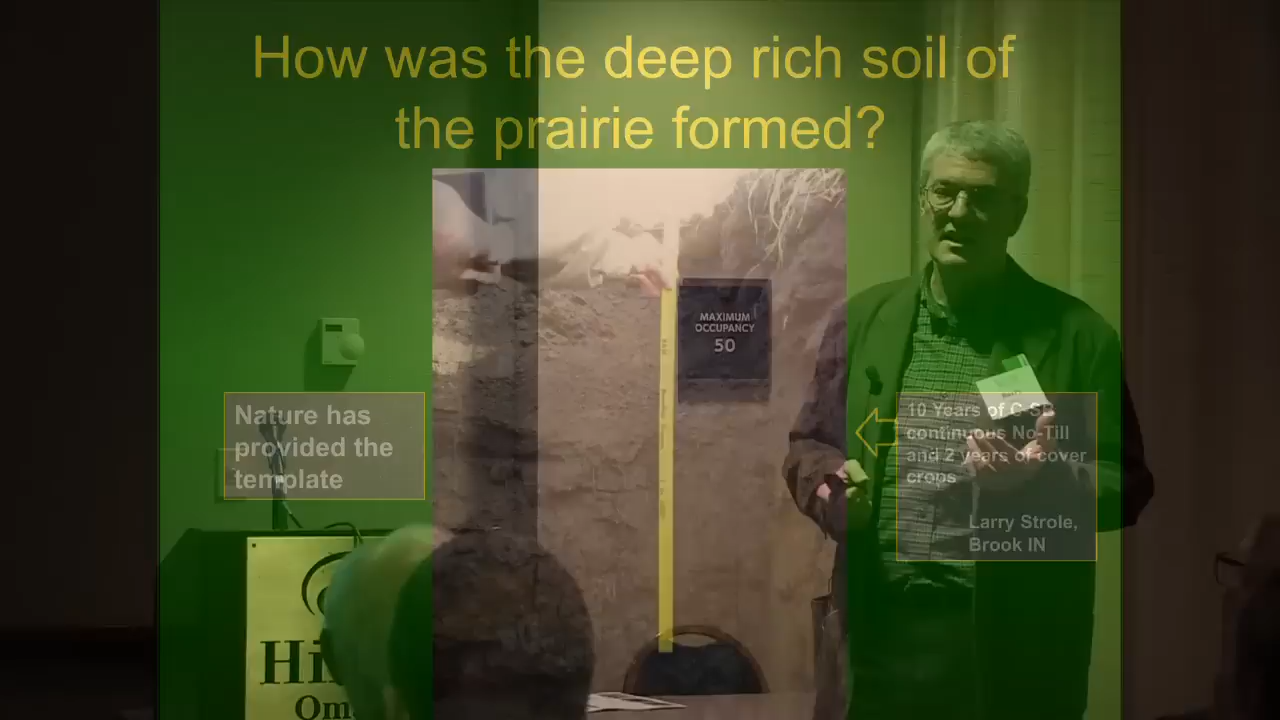 How was the deep rich soil of
the prairie formed?
MAXIMUM
OCCUPANCY
50
Nature has
provided the
template
10 Years of C-SB
continuous No-Till
and 2 years of cover
crops
Larry Strole,
Brook IN
Hi
Om